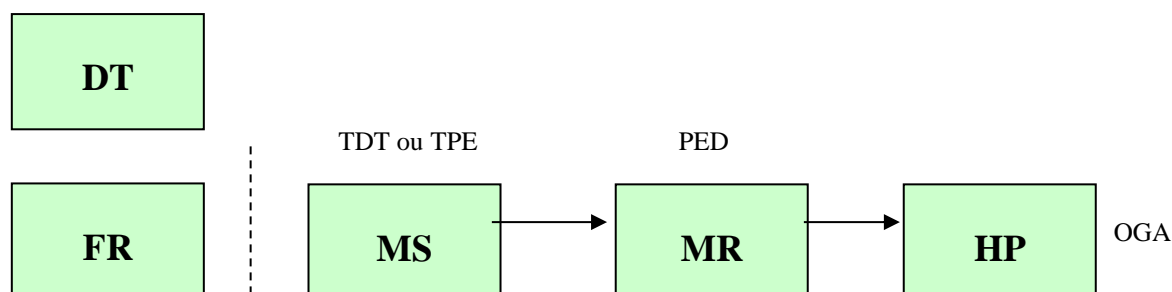 DT
TDT ou TPE
PED
FR
MS
MR
HP
OGA